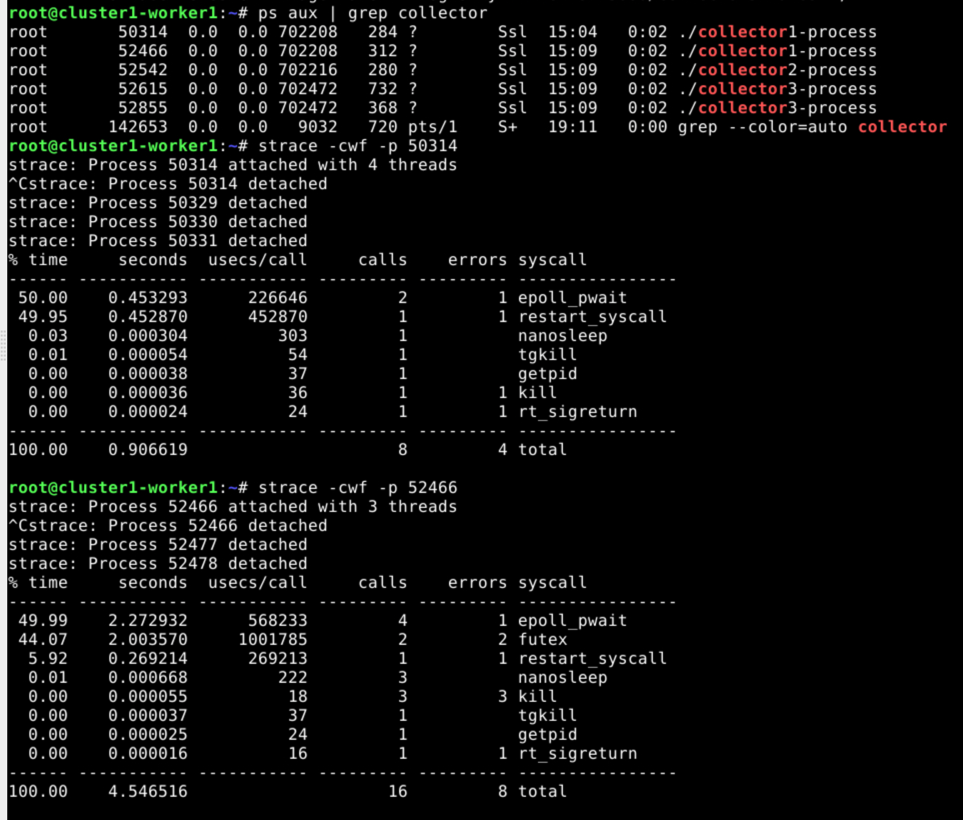 root@cluster1-worker1:~# ps aux | grep collector
root       50314  0.0  0.0 702208   284 ?        Ssl  15:04   0:02 ./collector1-process
root       52466  0.0  0.0 702208   312 ?        Ssl  15:09   0:02 ./collector1-process
root       52542  0.0  0.0 702216   280 ?        Ssl  15:09   0:02 ./collector2-process
root       52615  0.0  0.0 702472   732 ?        Ssl  15:09   0:02 ./collector3-process
root       52855  0.0  0.0 702472   368 ?        Ssl  15:09   0:02 ./collector3-process
root      142653  0.0  0.0   9032   720 pts/1    S+   19:11   0:00 grep --color=auto collector
root@cluster1-worker1:~# strace -cwf -p 50314
strace: Process 50314 attached with 4 threads
^Cstrace: Process 50314 detached
strace: Process 50329 detached
strace: Process 50330 detached
strace: Process 50331 detached
% time     seconds  usecs/call     calls    errors syscall
------ ----------- ----------- --------- --------- ----------------
 50.00    0.453293      226646         2         1 epoll_pwait
 49.95    0.452870      452870         1         1 restart_syscall
  0.03    0.000304         303         1           nanosleep
  0.01    0.000054          54         1           tgkill
  0.00    0.000038          37         1           getpid
  0.00    0.000036          36         1         1 kill
  0.00    0.000024          24         1         1 rt_sigreturn
------ ----------- ----------- --------- --------- ----------------
100.00    0.906619                     8         4 total
root@cluster1-worker1:~# strace -cwf -p 52466
strace: Process 52466 attached with 3 threads
^Cstrace: Process 52466 detached
strace: Process 52477 detached
strace: Process 52478 detached
% time     seconds  usecs/call     calls    errors syscall
------ ----------- ----------- --------- --------- ----------------
 49.99    2.272932      568233         4         1 epoll_pwait
 44.07    2.003570     1001785         2         2 futex
  5.92    0.269214      269213         1         1 restart_syscall
  0.01    0.000668         222         3           nanosleep
  0.00    0.000055          18         3         3 kill
  0.00    0.000037          37         1           tgkill
  0.00    0.000025          24         1           getpid
  0.00    0.000016          16         1         1 rt_sigreturn
------ ----------- ----------- --------- --------- ----------------
100.00    4.546516                    16         8 total